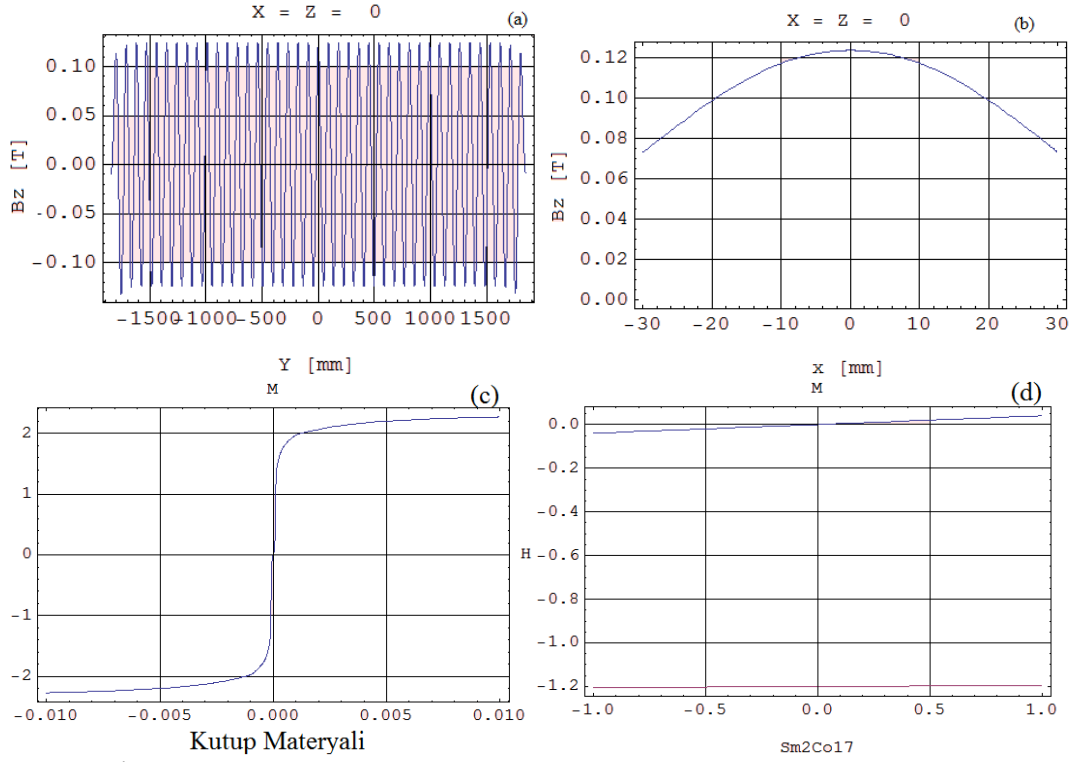 X = Z = 0
(a)
0.10
0.05
0.00
-0.05
-0.10
Bz [T]
-1500 -1000 -500 0 500 1000 1500
Y [mm]
X = Z = 0
(b)
0.12
0.10
0.08
0.06
0.04
0.02
0.00
Bz [T]
-30 -20 -10 0 10 20 30
x [mm]
M
(c)
2
1
0
-1
-2
-0.010 -0.005 0.000 0.005 0.010
Kutup Materyali
M
(d)
0.0
-0.2
-0.4
H -0.6
-0.8
-1.0
-1.2
-1.0 -0.5 0.0 0.5 1.0
Sm2Co17